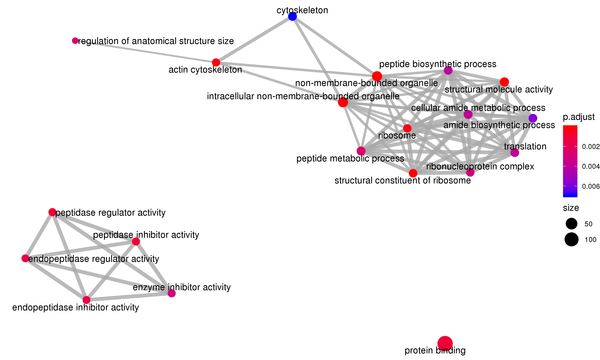 cytoskeleton
regulation of anatomical structure size
actin cytoskeleton
peptide biosynthetic process
non-membrane-bounded organelle
structural molecule activity
intracellular non-membrane-bounded organelle
cellular amide metabolic process
amide biosynthetic process
ribosome
translation
peptide metabolic process
ribonucleoprotein complex
structural constituent of ribosome
p.adjust
0.002
0.004
0.006
size
50
100
peptidase regulator activity
peptidase inhibitor activity
endopeptidase regulator activity
enzyme inhibitor activity
endopeptidase inhibitor activity
protein binding